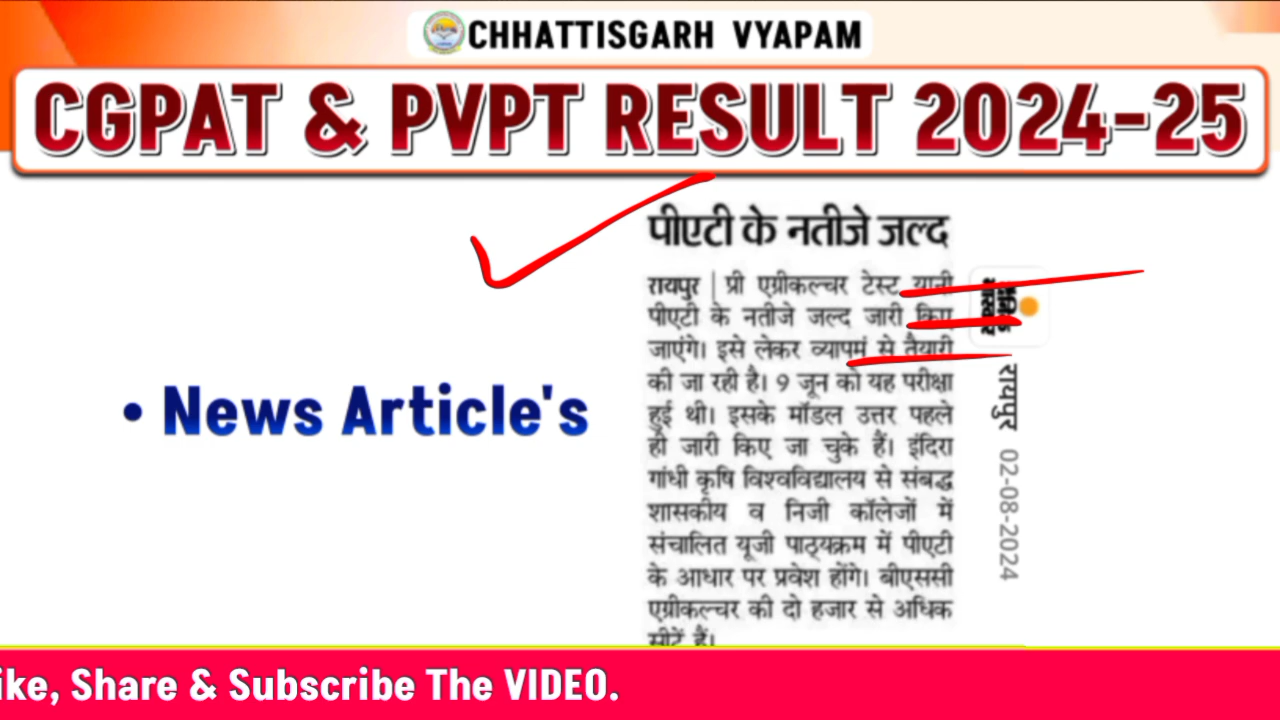 CHHATTISGARH VYAPAM
CGPAT & PVPT RESULT 2024-25
पीएटी के नतीजे जल्द
रायपुर | प्री एग्रीकल्चर टेस्ट यानी
पीएटी के नतीजे जल्द जारी किए
जाएंगे। इसे लेकर व्यापमं से तैयारी
की जा रही है। 9 जून को यह परीक्षा
हुई थी। इसके मॉडल उत्तर पहले
ही जारी किए जा चुके हैं। इंदिरा
गांधी कृषि विश्वविद्यालय से संबद्ध
शासकीय व निजी कॉलेजों में
संचालित यूजी पाठ्यक्रम में पीएटी
के आधार पर प्रवेश होंगे। बीएससी
एग्रीकल्चर की दो हजार से अधिक
सीटें हैं।
रायपुर 02-08-2024
• News Article's
ike, Share & Subscribe The VIDEO.